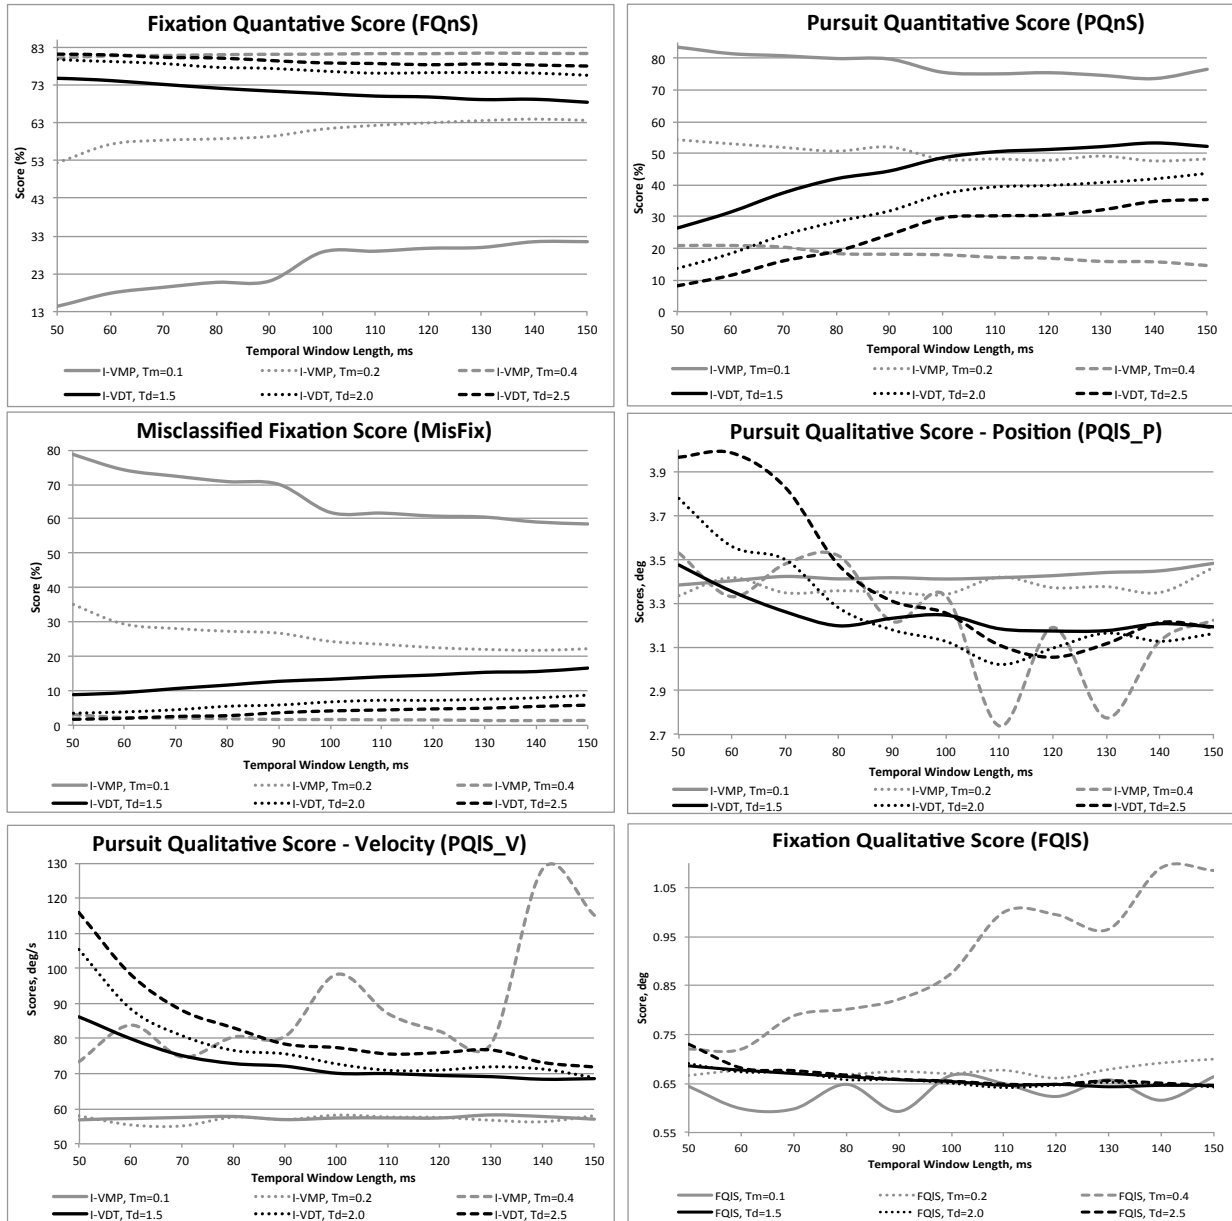 Fixation Quantative Score (FQnS)
83
73
63
53
43
33
23
13
Score (%)
50 60 70 80 90 100 110 120 130 140 150
Temporal Window Length, ms
I-VMP, Tm=0.1 I-VMP, Tm=0.2 I-VMP, Tm=0.4
I-VDT, Td=1.5 I-VDT, Td=2.0 I-VDT, Td=2.5
Pursuit Quantitative Score (PQnS)
80
70
60
50
40
30
20
10
0
Score (%)
50 60 70 80 90 100 110 120 130 140 150
Temporal Window Length, ms
I-VMP, Tm=0.1 I-VMP, Tm=0.2 I-VMP, Tm=0.4
I-VDT, Td=1.5 I-VDT, Td=2.0 I-VDT, Td=2.5
Misclassified Fixation Score (MisFix)
80
70
60
50
40
30
20
10
0
Score (%)
50 60 70 80 90 100 110 120 130 140 150
Temporal Window Length, ms
I-VMP, Tm=0.1 I-VMP, Tm=0.2 I-VMP, Tm=0.4
I-VDT, Td=1.5 I-VDT, Td=2.0 I-VDT, Td=2.5
Pursuit Qualitative Score - Position (PQlS_P)
3.9
3.7
3.5
3.3
3.1
2.9
2.7
Scores, deg
50 60 70 80 90 100 110 120 130 140 150
Temporal Window Length, ms
I-VMP, Tm=0.1 I-VMP, Tm=0.2 I-VMP, Tm=0.4
I-VDT, Td=1.5 I-VDT, Td=2.0 I-VDT, Td=2.5
Pursuit Qualitative Score - Velocity (PQlS_V)
130
120
110
100
90
80
70
60
50
Scores, deg/s
50 60 70 80 90 100 110 120 130 140 150
Temporal Window Length, ms
I-VMP, Tm=0.1 I-VMP, Tm=0.2 I-VMP, Tm=0.4
I-VDT, Td=1.5 I-VDT, Td=2.0 I-VDT, Td=2.5
Fixation Qualitative Score (FQlS)
1.05
0.95
0.85
0.75
0.65
0.55
Score, deg
50 60 70 80 90 100 110 120 130 140 150
Temporal Window Length, ms
FQlS, Tm=0.1 FQlS, Tm=0.2 FQlS, Tm=0.4
FQlS, Td=1.5 FQlS, Td=2.0 FQlS, Td=2.5